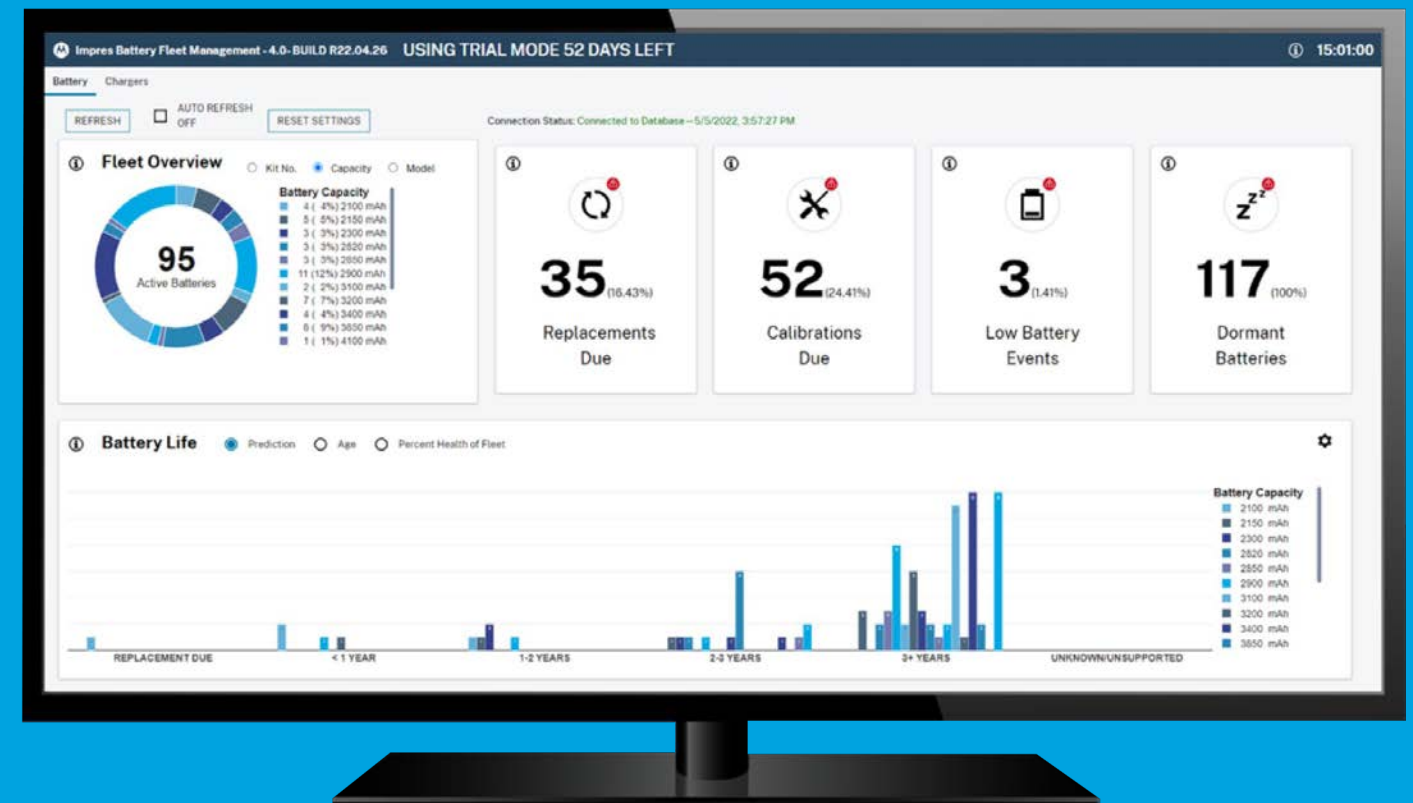 Impres Battery Fleet Management - 4.0- BUILD R22.04.26 USING TRIAL MODE 52 DAYS LEFT 15:01:00
Battery Chargers
REFRESH AUTO REFRESH OFF RESET SETTINGS Connection Status: Connected to Database -- 5/5/2022, 3:57:27 PM
Fleet Overview Kit No. Capacity Model
Battery Capacity
4 ( 4%) 2100 mAh
5 ( 5%) 2150 mAh
3 ( 3%) 2300 mAh
3 ( 3%) 2820 mAh
3 ( 3%) 2850 mAh
11 (12%) 2900 mAh
2 ( 2%) 3100 mAh
7 ( 7%) 3200 mAh
4 ( 4%) 3400 mAh
1 ( 1%) 4100 mAh
95
Active Batteries
35 (16.43%)
Replacements
Due
52 (24.41%)
Calibrations
Due
3 (1.41%)
Low Battery
Events
117 (100%)
Dormant
Batteries
Battery Life Prediction Age Percent Health of Fleet
Battery Capacity
2100 mAh
2150 mAh
2300 mAh
2820 mAh
2850 mAh
2900 mAh
3100 mAh
3200 mAh
3400 mAh
3650 mAh
REPLACEMENT DUE < 1 YEAR 1-2 YEARS 2-3 YEARS 3+ YEARS UNKNOWN/UNSUPPORTED